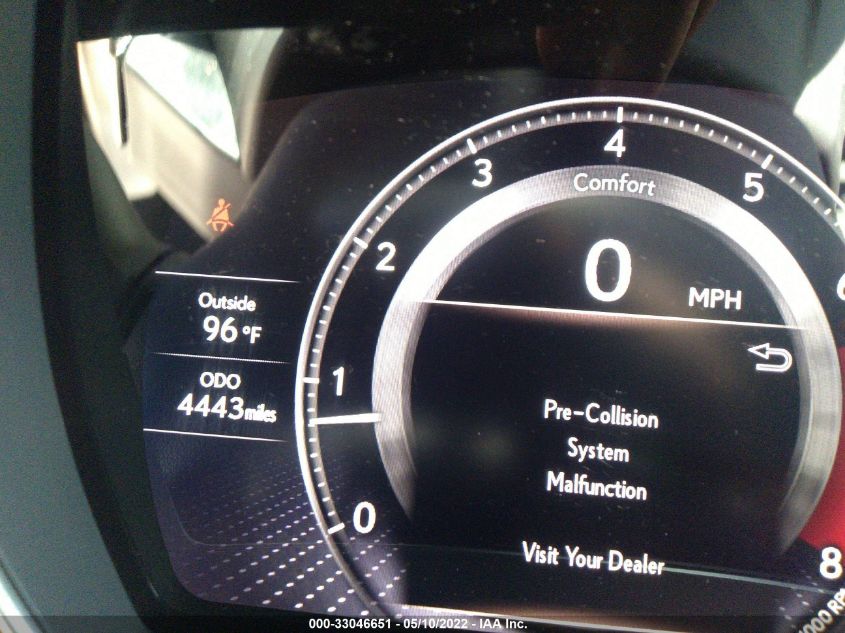 4
3
5
Comfort
2
0
MPH
Outside
96 °F
1
ODO
4443 miles
Pre-Collision
System
Malfunction
0
Visit Your Dealer
8
000-33046651 - 05/10/2022 - IAA Inc.